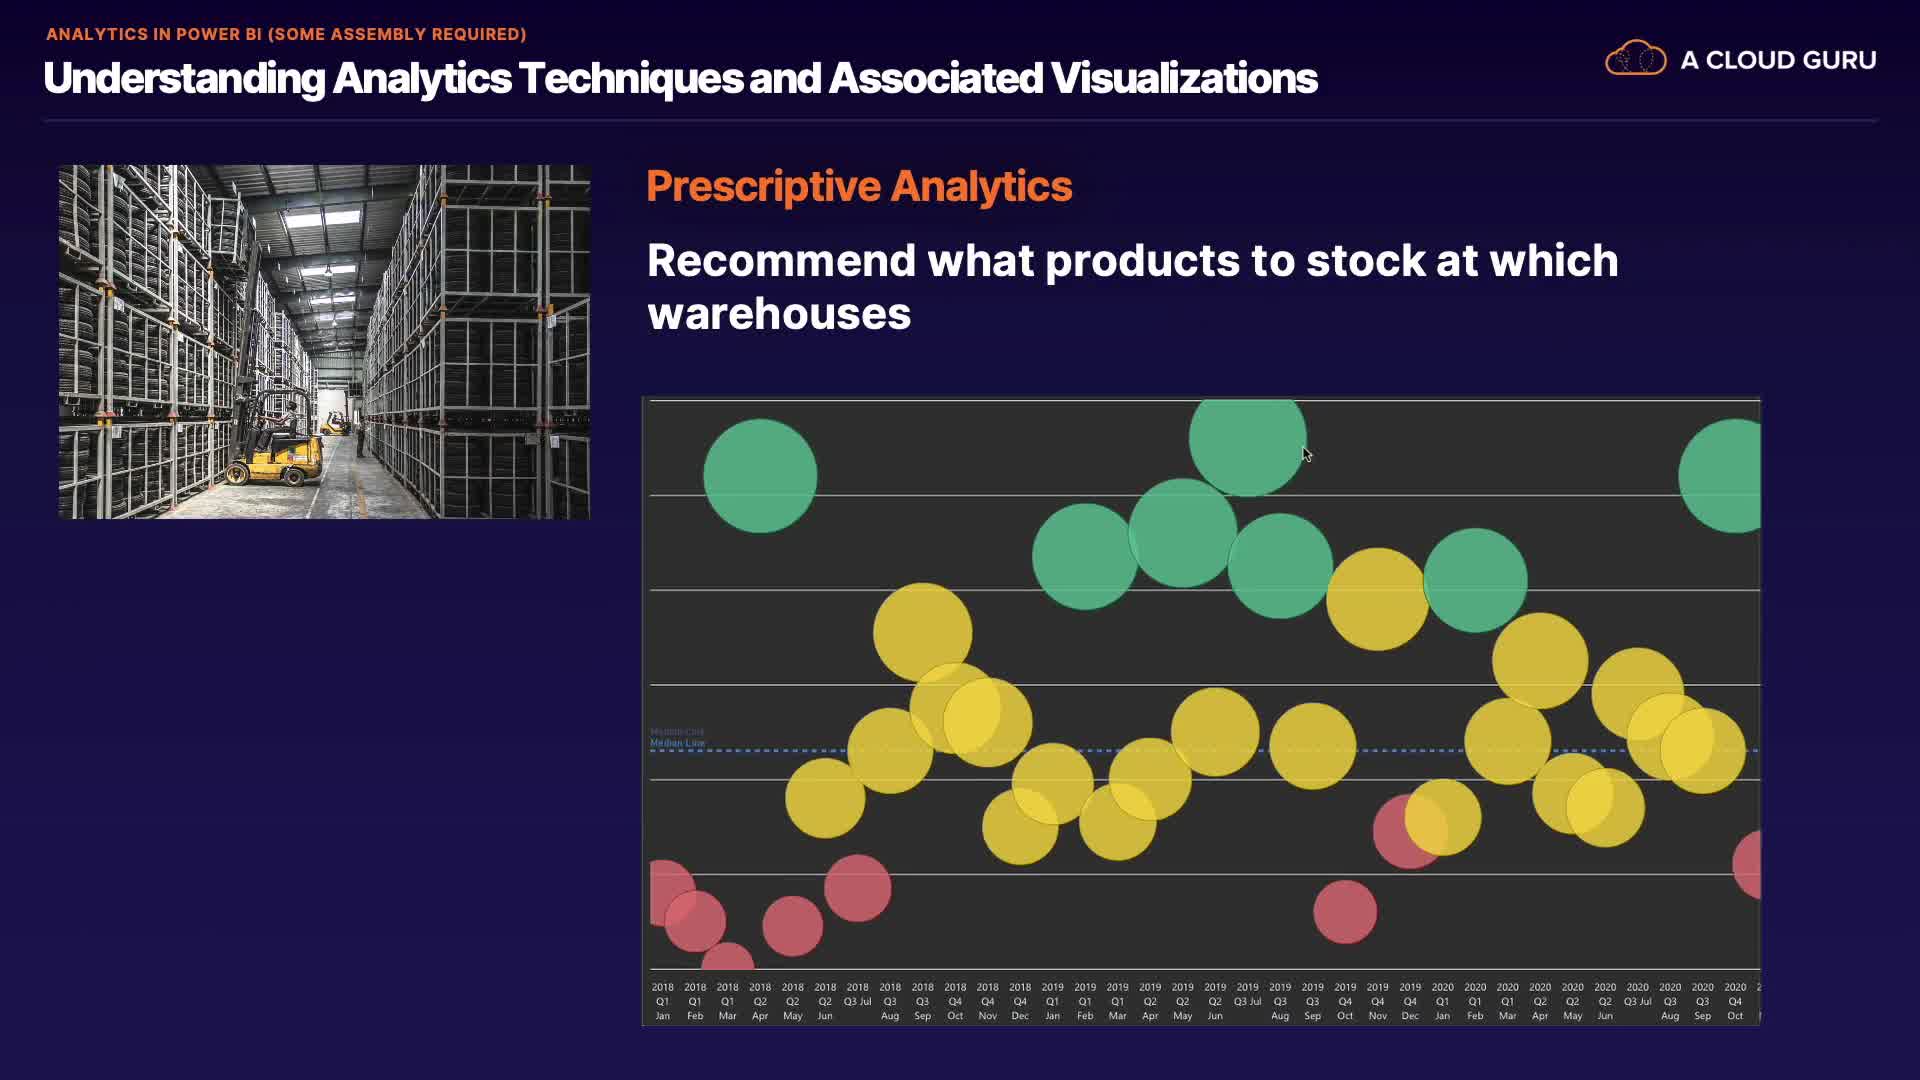 ANALYTICS IN POWER BI (SOME ASSEMBLY REQUIRED)
Understanding Analytics Techniques and Associated Visualizations
A CLOUD GURU
Prescriptive Analytics
Recommend what products to stock at which
warehouses
Median Line
Median Line
2018 2018 2018 2018 2018 2018 2018 2018 2018 2018 2018 2018 2019 2019 2019 2019 2019 2019 2019 2019 2019 2019 2019 2019 2020 2020 2020 2020 2020 2020 2020 2020 2020 2020
Q1 Q1 Q1 Q2 Q2 Q2 Q3 Jul Q3 Q3 Q4 Q4 Q4 Q1 Q1 Q1 Q2 Q2 Q2 Q3 Jul Q3 Q3 Q4 Q4 Q4 Q1 Q1 Q1 Q2 Q2 Q2 Q3 Jul Q3 Q3 Q4
Jan Feb Mar Apr May Jun Aug Sep Oct Nov Dec Jan Feb Mar Apr May Jun Aug Sep Oct Nov Dec Jan Feb Mar Apr May Jun Aug Sep Oct